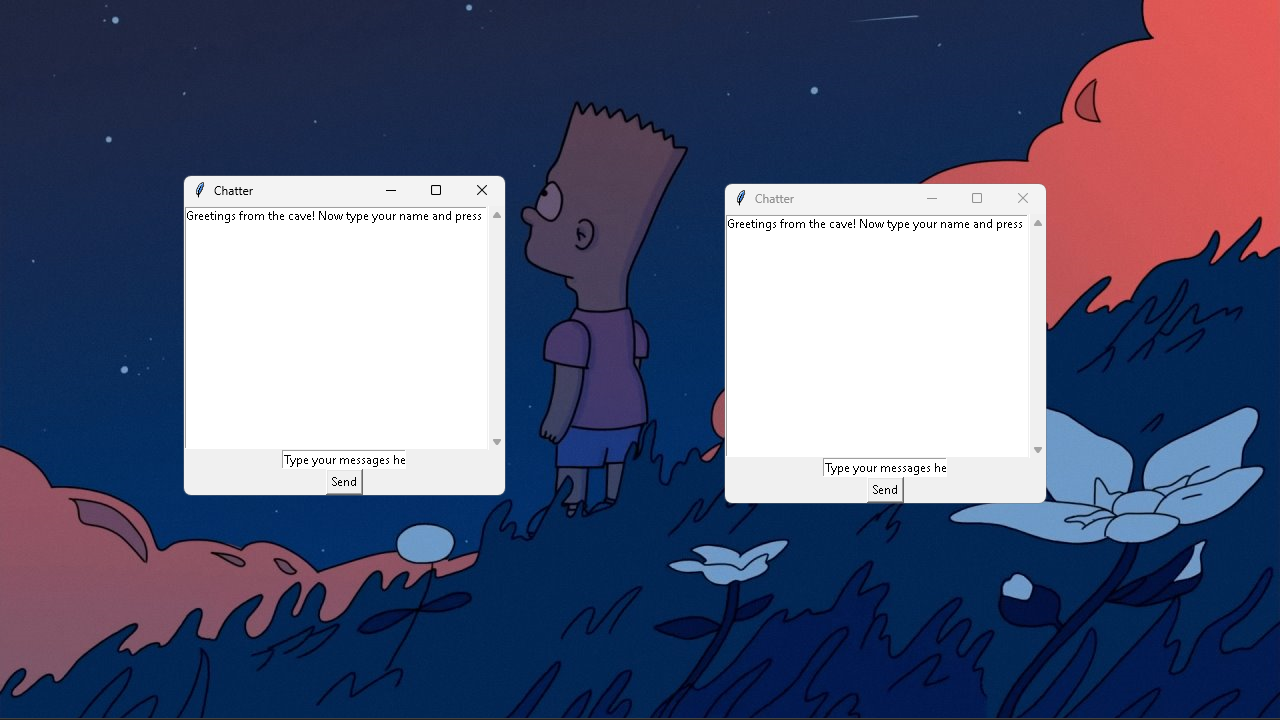 Chatter
Greetings from the cave! Now type your name and press
Type your messages he
Send
Chatter
Greetings from the cave! Now type your name and press
Type your messages he
Send